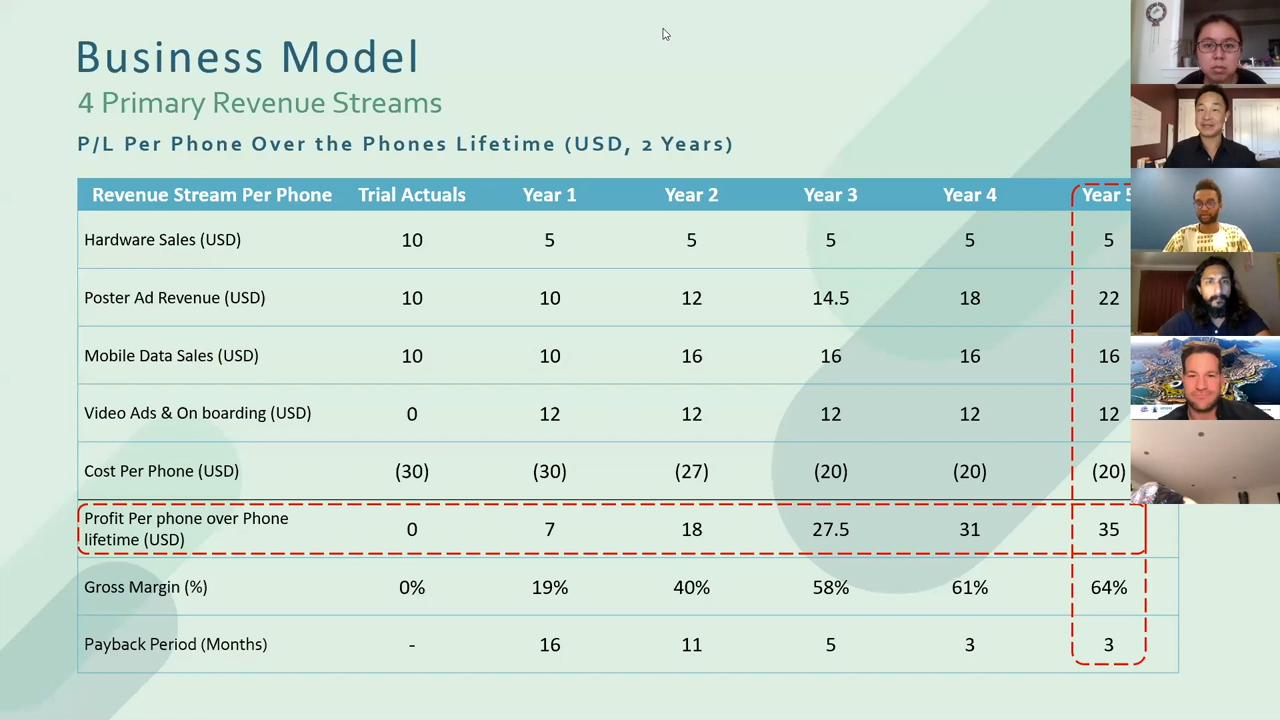 Business Model
4 Primary Revenue Streams
P/L Per Phone Over the Phones Lifetime (USD, 2 Years)
Revenue Stream Per Phone Trial Actuals Year 1 Year 2 Year 3 Year 4 Year 5
Hardware Sales (USD) 10 5 5 5 5 5
Poster Ad Revenue (USD) 10 10 12 14.5 18 22
Mobile Data Sales (USD) 10 10 16 16 16 16
Video Ads & On boarding (USD) 0 12 12 12 12 12
Cost Per Phone (USD) (30) (30) (27) (20) (20) (20)
Profit Per phone over Phone
lifetime (USD) 0 7 18 27.5 31 35
Gross Margin (%) 0% 19% 40% 58% 61% 64%
Payback Period (Months) - 16 11 5 3 3